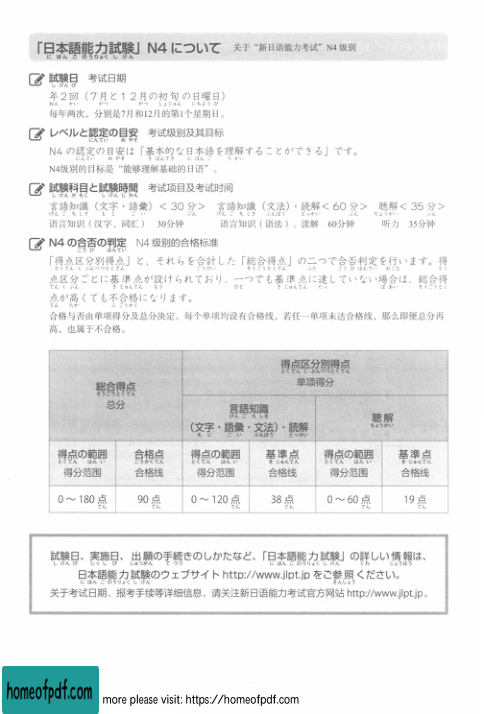 「日本語能力試験」N4 について 关于“新日语能力考试”N4 级别
試験日 考试日期
年2回（7月と12月の初旬の日曜日）
每年两次，分别是7月和12月的第1个星期日。
レベルと認定の目安 考试级别及其目标
N4 の認定の目安は「基本的な日本語を理解することができる」です。
N4级别的目标是“能够理解基础的日语”。
試験科目と試験時間 考试项目及考试时间
言語知識（文字・語彙）＜30分＞ 言語知識（文法）・読解＜60分＞ 聴解＜35分＞
语言知识（汉字、词汇） 30分钟 语言知识（语法）、读解 60分钟 听力 35分钟
N4 の合否の判定 N4 级别的合格标准
「得点区分別得点」と、それらを合計した「総合得点」の二つで合否判定を行います。得
点区分ごとに基準点が設けられており、一つでも基準点に達していない場合は、総合得
点が高くても不合格になります。
合格与否由单项得分及总分决定。每个单项均设有合格线，若任一单项未达合格线，那么即便总分再
高，也属于不合格。
得点区分別得点
单项得分
総合得点
总分
言語知識
（文字・語彙・文法）・読解
聴解
得点の範囲 合格点 得点の範囲 基準点 得点の範囲 基準点
得分范围 合格线 得分范围 合格线 得分范围 合格线
0～180点 90点 0～120点 38点 0～60点 19点
試験日、実施日、出願の手続きのしかたなど、「日本語能力試験」の詳しい情報は、
日本語能力試験のウェブサイト http://www.jlpt.jp をご参照ください。
关于考试日期、报考手续等详细信息，请关注新日语能力考试官方网站 http://www.jlpt.jp。
homeofpdf.com more please visit: https://homeofpdf.com